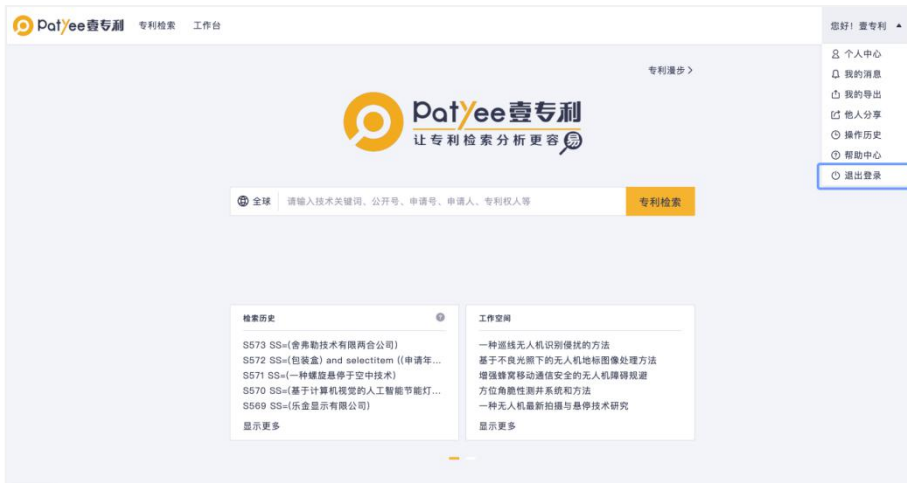 Patyee壹专利 专利检索 工作台 您好！壹专利
个人中心
我的消息
我的导出
他人分享
操作历史
帮助中心
退出登录
专利漫步
Patyee壹专利
让专利检索分析更容易
全球 请输入技术关键词、公开号、申请号、申请人、专利权人等 专利检索
检索历史
S573 SS=(舍弗勒技术有限两合公司)
S572 SS=(包装盒) and selectitem ((申请年...
S571 SS=(一种螺旋悬停于空中技术)
S570 SS=(基于计算机视觉的人工智能节能灯...
S569 SS=(乐金显示有限公司)
显示更多
工作空间
一种巡线无人机识别侵扰的方法
基于不良光照下的无人机地标图像处理方法
增强蜂窝移动通信安全的无人机障碍规避
方位角脆性测井系统和方法
一种无人机最新拍摄与悬停技术研究
显示更多